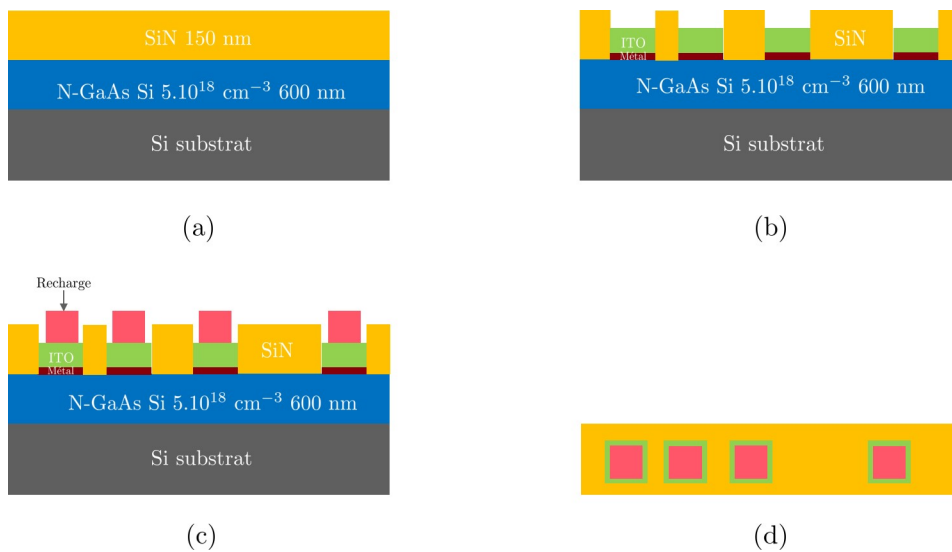 SiN 150 nm
N-GaAs Si 5.10¹⁸ cm⁻³ 600 nm
Si substrat
(a)
ITO
Métal
SiN
N-GaAs Si 5.10¹⁸ cm⁻³ 600 nm
Si substrat
(b)
Recharge
ITO
Métal
SiN
N-GaAs Si 5.10¹⁸ cm⁻³ 600 nm
Si substrat
(c)
(d)